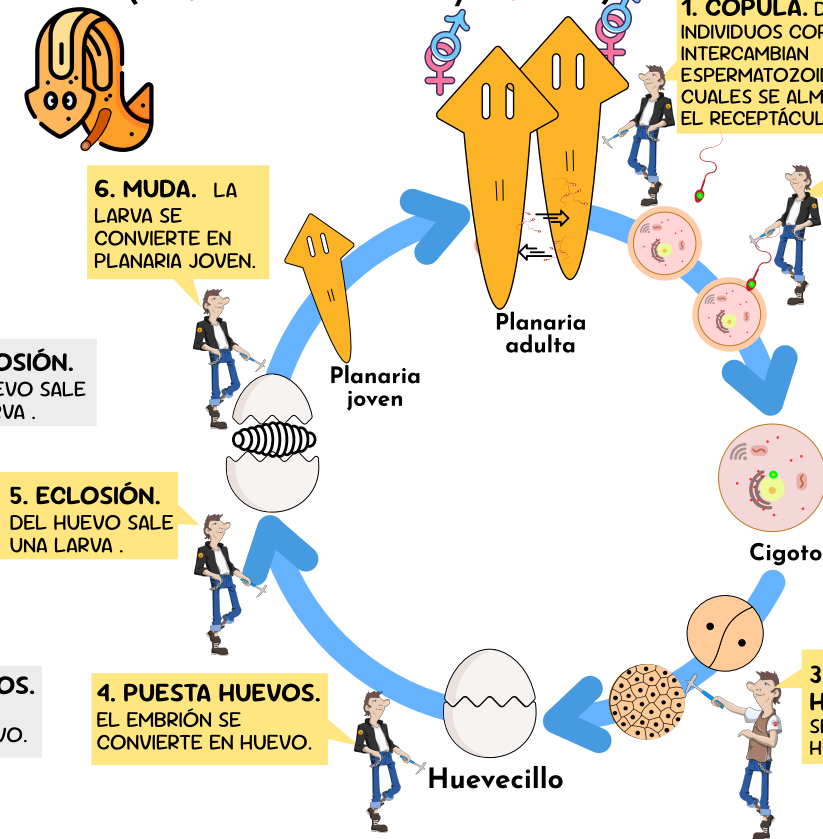 1. CÓPULA.
INDIVIDUOS
INTERCAMBIAN
CUALES SE
EL
6. MUDA. LA
LARVA SE
CONVIERTE EN
PLANARIA JOVEN.
Planaria
adulta
Planaria
joven
SALE
5. ECLOSIÓN.
DEL HUEVO SALE
UNA LARVA .
Cigoto
4. PUESTA HUEVOS.
EL EMBRIÓN SE
CONVIERTE EN HUEVO.
Huevecillo
3